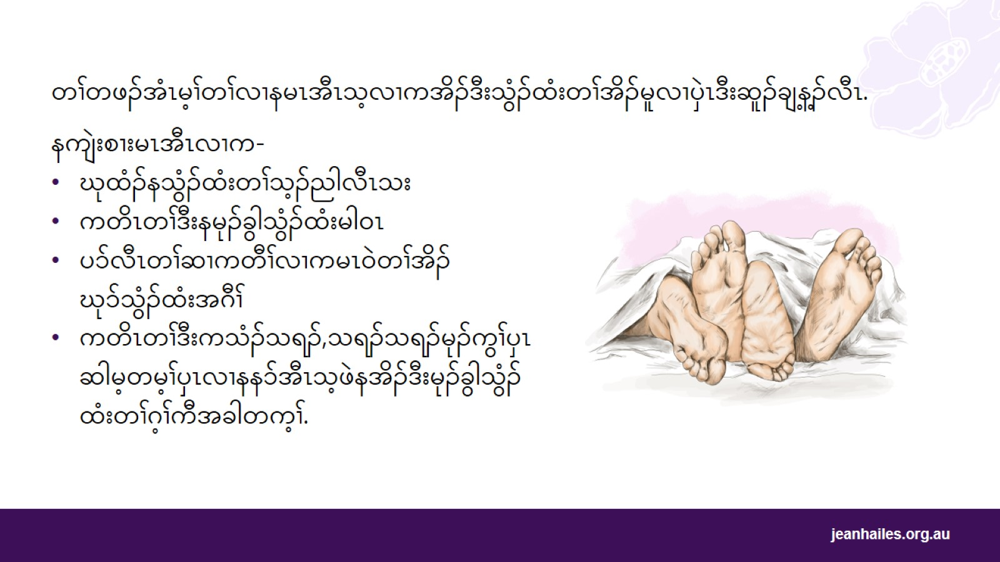 တၢ်တဖၣ်အံၤမ့ၢ်တၢ်လၢနမၤအီၤသ့လၢကအိၣ်ဒီးသွံၣ်ထံးတၢ်အိၣ်မူလၢပှဲၤဒီးဆူၣ်ချ့န့ၣ်လီၤ.
နကျဲးစၢးမၤအီၤလၢက-
• ဃုထံၣ်နသွံၣ်ထံးတၢ်သ့ၣ်ညါလီၤသး
• ကတိၤတၢ်ဒီးနမုၣ်ခွါသွံၣ်ထံးမါဝၤ
• ပာ်လီၤတၢ်ဆၢကတီၢ်လၢကမၤဝဲတၢ်အိၣ်
ဃုာ်သွံၣ်ထံးအဂီၢ်
• ကတိၤတၢ်ဒီးကသံၣ်သရၣ်,သရၣ်သရၣ်မုၣ်ကွၢ်ပှၤ
ဆါမ့တမ့ၢ်ပှၤလၢနနာ်အီၤသ့ဖဲနအိၣ်ဒီးမုၣ်ခွါသွံၣ်
ထံးတၢ်ဂ့ၢ်ကီအခါတက့ၢ်.
jeanhailes.org.au